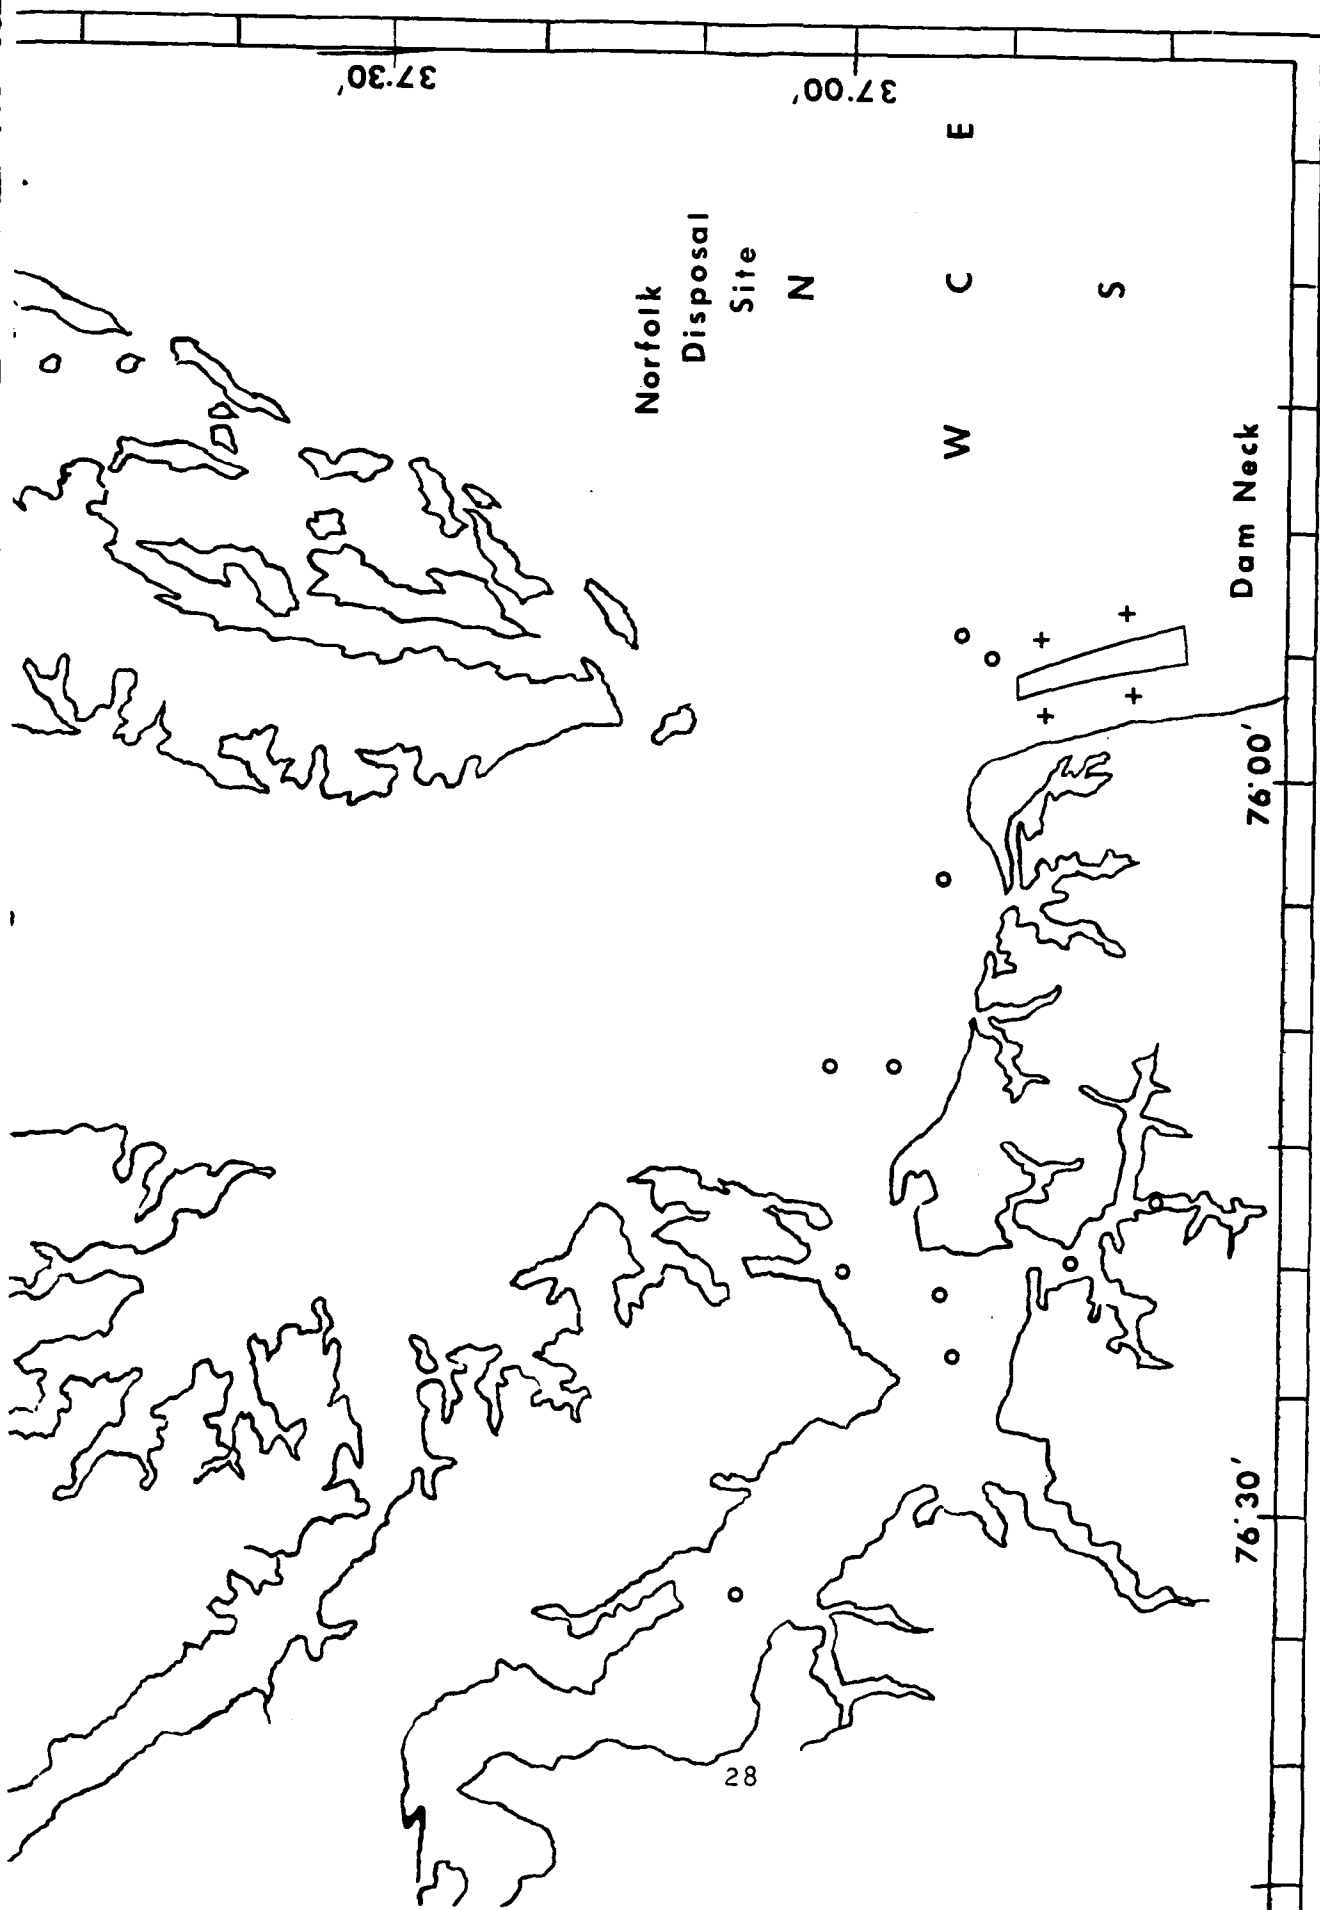 37°30'
37°00'
Norfolk
Disposal
Site
N
W C E
S
Dam Neck
76°00'
76°30'
28